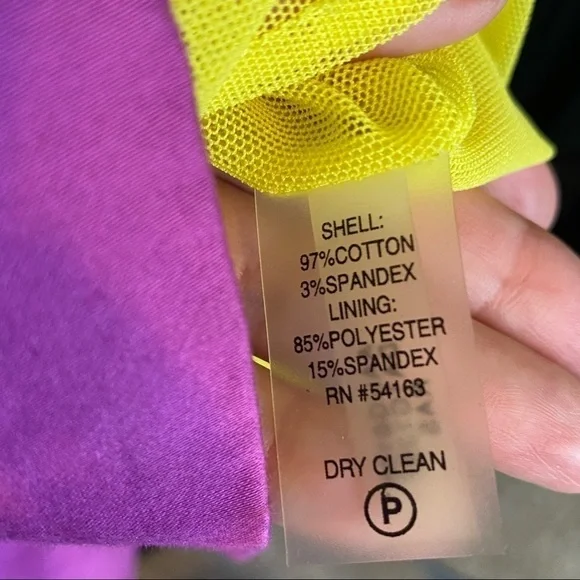 SHELL:
97%COTTON
3%SPANDEX
LINING:
85%POLYESTER
15%SPANDEX
RN #54163
DRY CLEAN
P